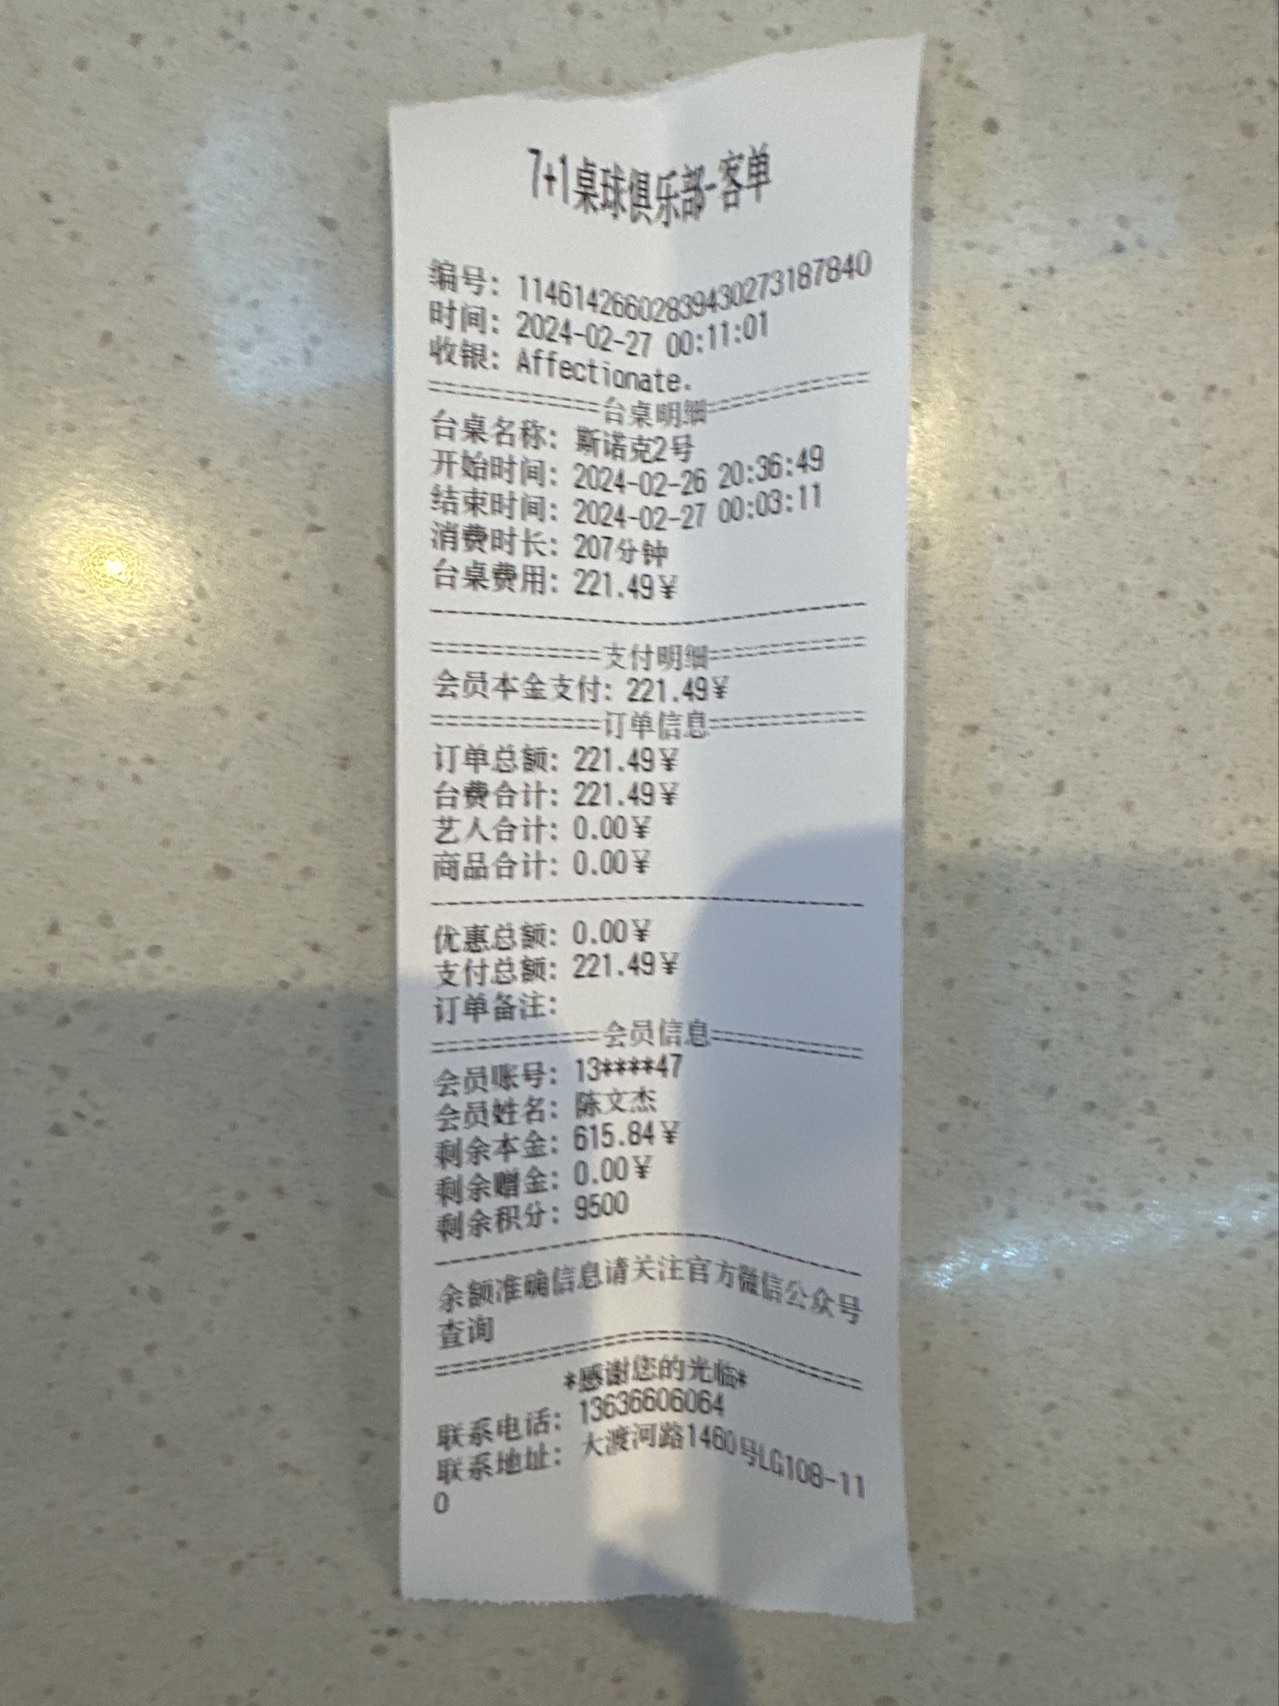 7+1桌球俱乐部-客单
编号: 1146142660283943027318​7840
时间: 2024-02-27 00:11:01
收银: Affectionate.
============台桌明细============
台桌名称: 斯诺克2号
开始时间: 2024-02-26 20:36:49
结束时间: 2024-02-27 00:03:11
消费时长: 207分钟
台桌费用: 221.49¥
--------------------------------
============支付明细============
会员本金支付: 221.49¥
============订单信息============
订单总额: 221.49¥
台费合计: 221.49¥
艺人合计: 0.00¥
商品合计: 0.00¥
--------------------------------
优惠总额: 0.00¥
支付总额: 221.49¥
订单备注:
============会员信息============
会员账号: 13****47
会员姓名: 陈文杰
剩余本金: 615.84¥
剩余赠金: 0.00¥
剩余积分: 9500
--------------------------------
余额准确信息请关注官方微信公众号
查询
================================
*感谢您的光临*
联系电话: 13636606064
联系地址: 大渡河路1460号LG108-11
0